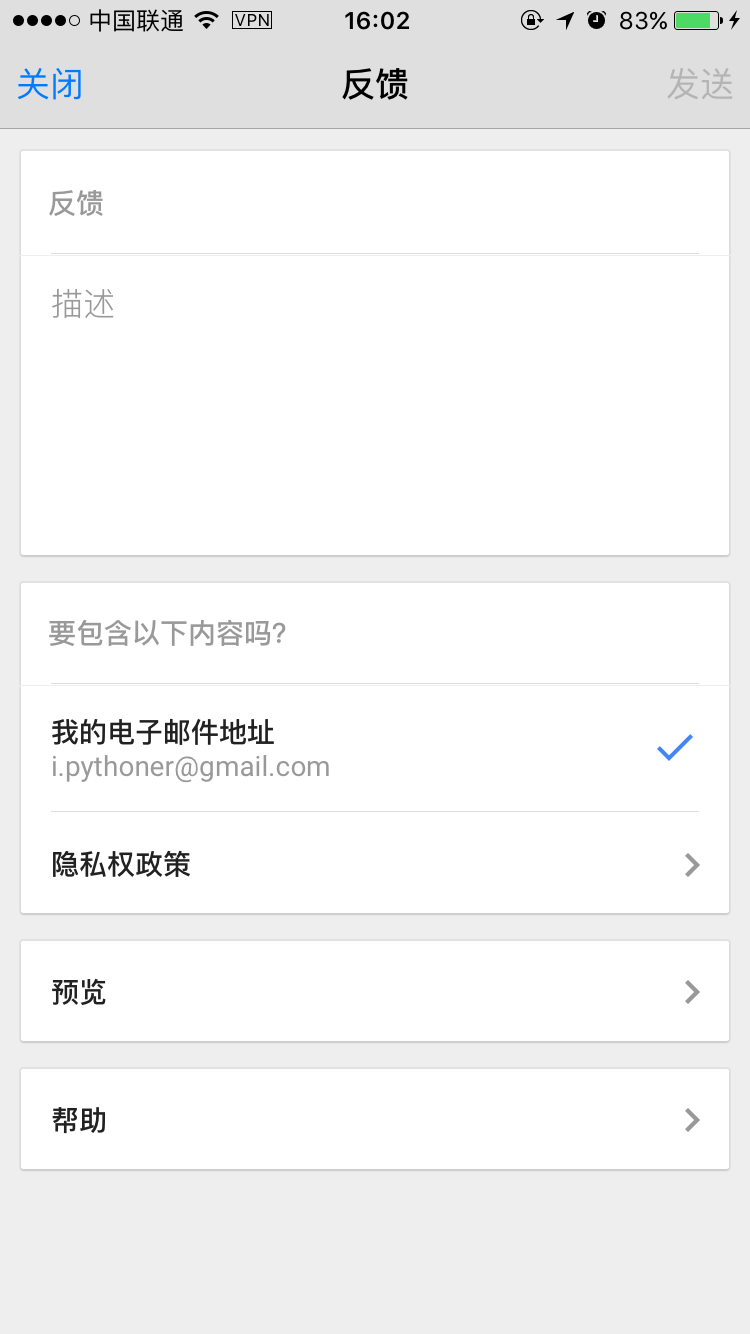 中国联通 VPN 16:02 83%
关闭 反馈 发送
反馈
描述
要包含以下内容吗?
我的电子邮件地址
i.pythoner@gmail.com
隐私权政策
预览
帮助